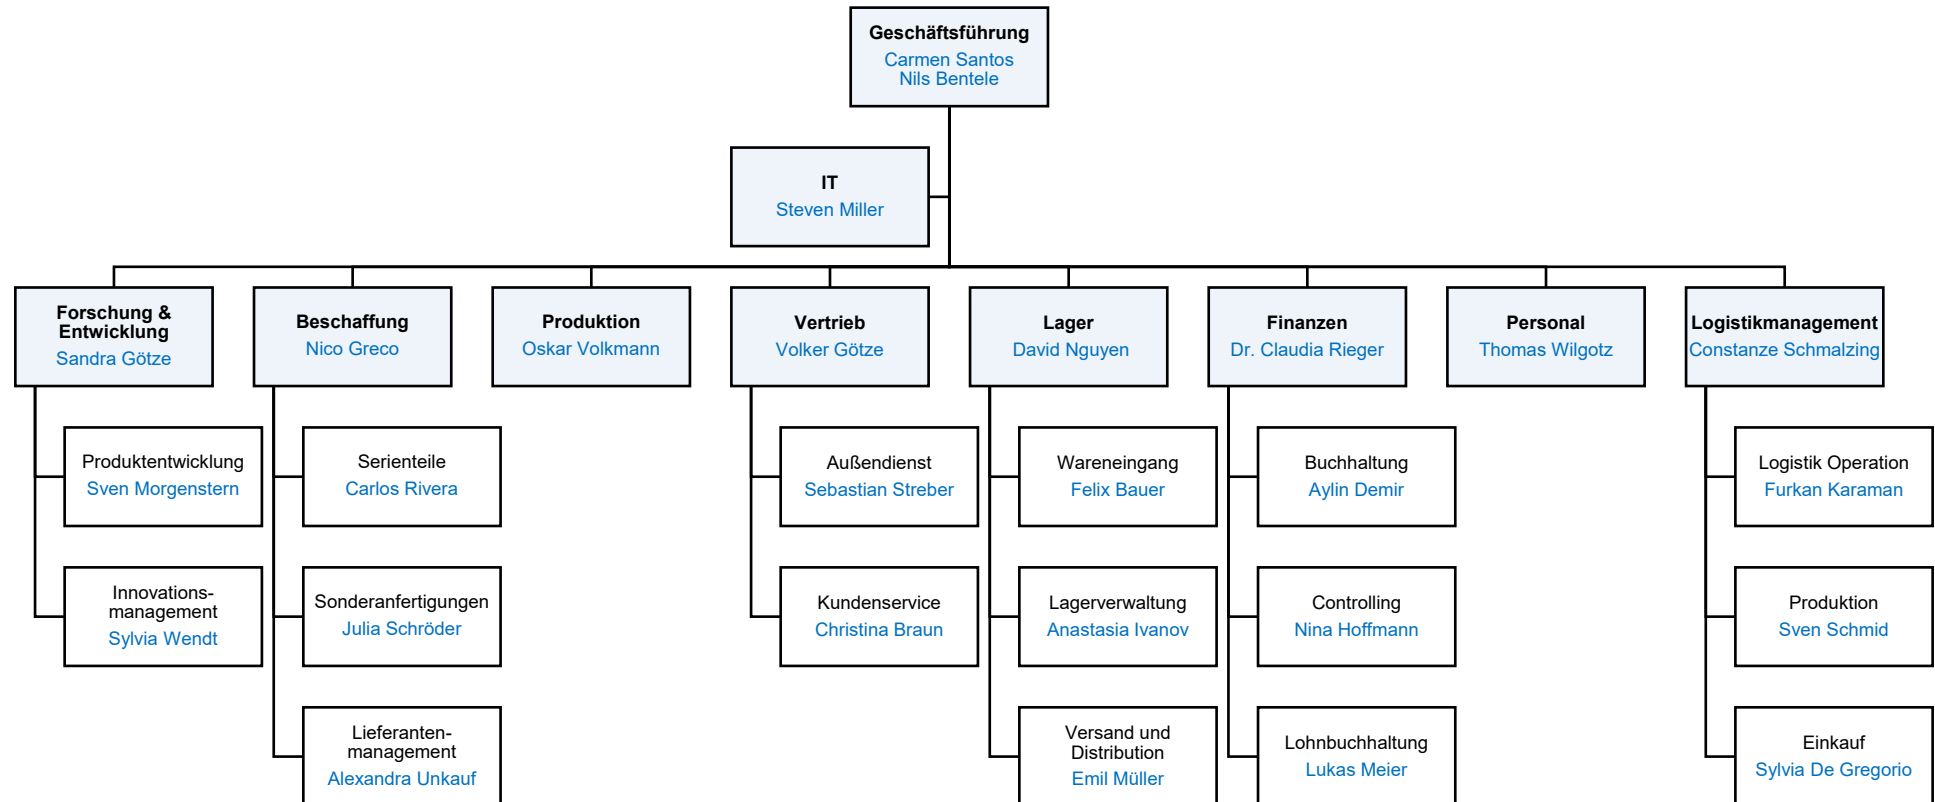 Geschäftsführung
Carmen Santos
Nils Bentele
IT
Steven Miller
Forschung &
Entwicklung
Sandra Götze
Beschaffung
Nico Greco
Produktion
Oskar Volkmann
Vertrieb
Volker Götze
Lager
David Nguyen
Finanzen
Dr. Claudia Rieger
Personal
Thomas Wilgotz
Logistikmanagement
Constanze Schmalzing
Produktentwicklung
Sven Morgenstern
Serienteile
Carlos Rivera
Außendienst
Sebastian Streber
Wareneingang
Felix Bauer
Buchhaltung
Aylin Demir
Logistik Operation
Furkan Karaman
Innovations-
management
Sylvia Wendt
Sonderanfertigungen
Julia Schröder
Kundenservice
Christina Braun
Lagerverwaltung
Anastasia Ivanov
Controlling
Nina Hoffmann
Produktion
Sven Schmid
Lieferanten-
management
Alexandra Unkauf
Versand und
Distribution
Emil Müller
Lohnbuchhaltung
Lukas Meier
Einkauf
Sylvia De Gregorio